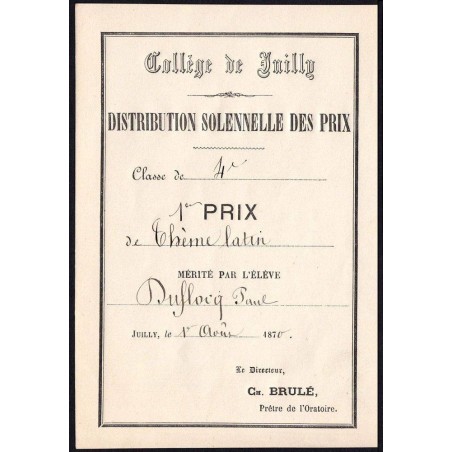 Collège de Juilly
DISTRIBUTION SOLENNELLE DES PRIX
Classe de 4e
1er PRIX
de Thème latin
MÉRITÉ PAR L'ÉLÈVE
Duflocq Paul
JUILLY, le 1er Août 1870.
Le Directeur,
CH. BRULÉ,
Prêtre de l'Oratoire.